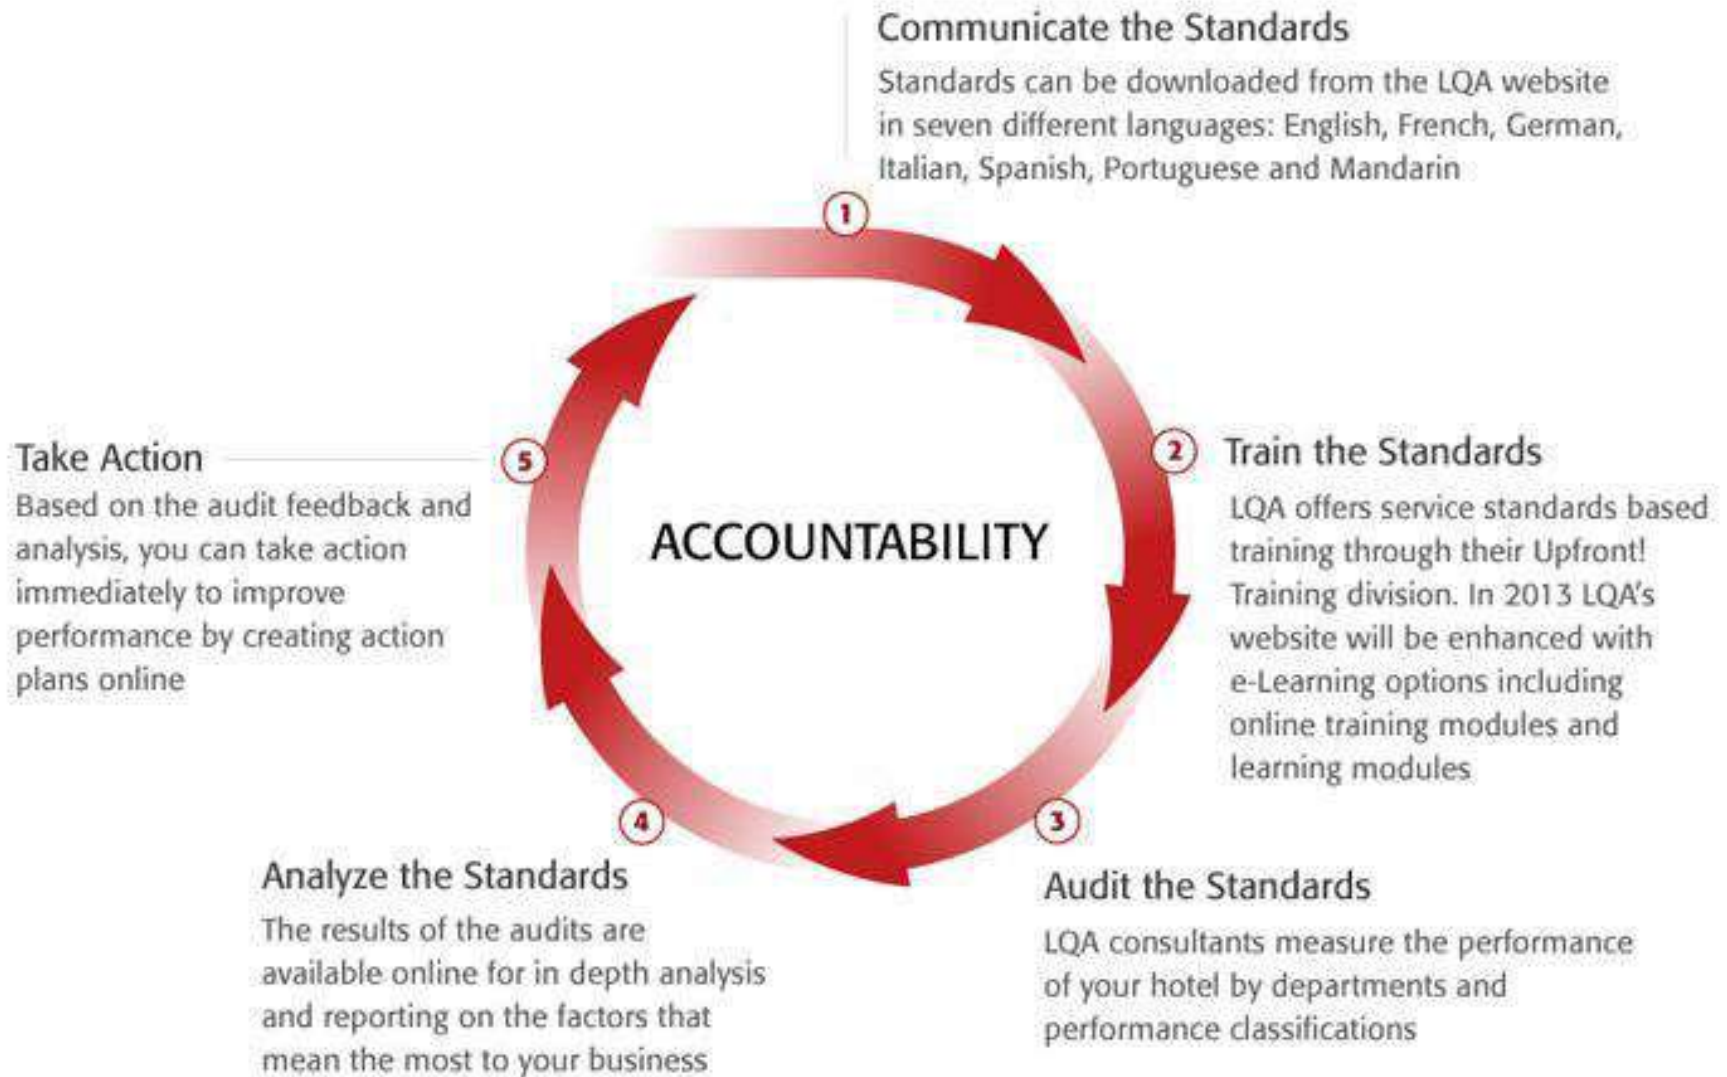 Communicate the Standards
Standards can be downloaded from the LQA website
in seven different languages: English, French, German,
Italian, Spanish, Portuguese and Mandarin
1
2
Train the Standards
LQA offers service standards based
training through their Upfront!
Training division. In 2013 LQA's
website will be enhanced with
e-Learning options including
online training modules and
learning modules
3
Audit the Standards
LQA consultants measure the performance
of your hotel by departments and
performance classifications
4
Analyze the Standards
The results of the audits are
available online for in depth analysis
and reporting on the factors that
mean the most to your business
5
Take Action
Based on the audit feedback and
analysis, you can take action
immediately to improve
performance by creating action
plans online
ACCOUNTABILITY